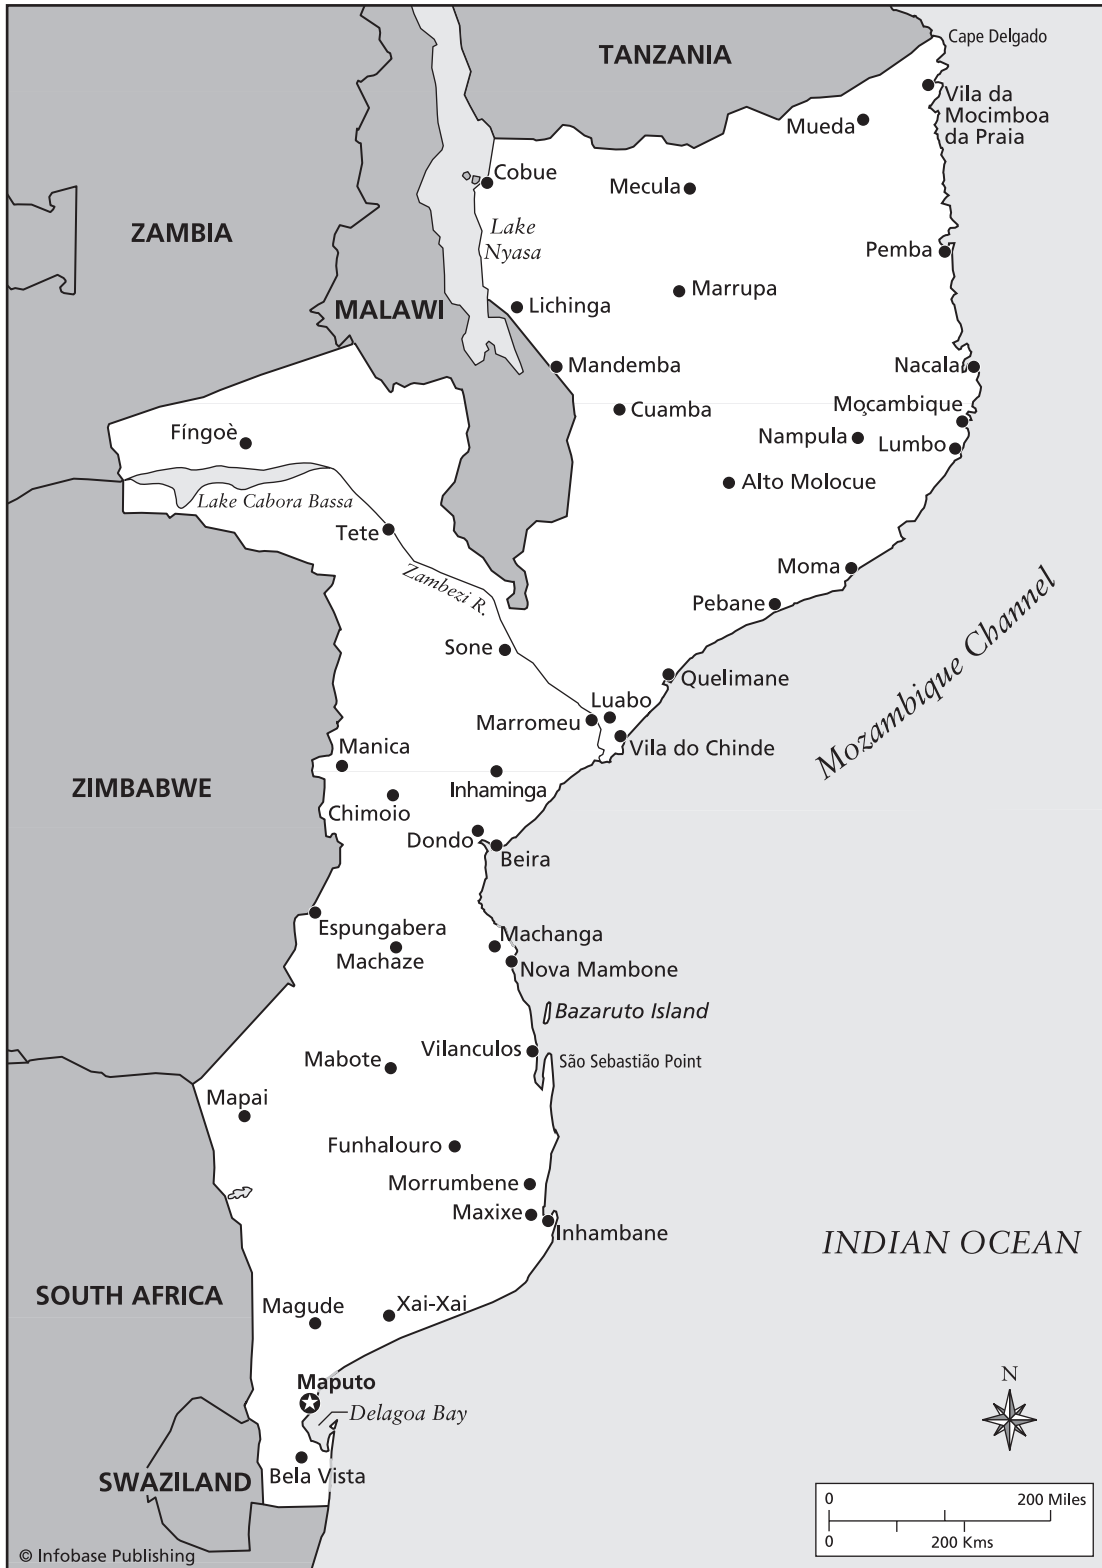 TANZANIA
Cape Delgado
Vila da
Mocimboa
da Praia
Mueda
Cobue
Mecula
Lake
Nyasa
ZAMBIA
Pemba
MALAWI
Lichinga
Marrupa
Mandemba
Nacala
Cuamba
Moçambique
Fíngoè
Nampula
Lumbo
Lake Cabora Bassa
Alto Molocue
Tete
Zambezi R.
Moma
Pebane
Mozambique Channel
Sone
Quelimane
Luabo
Marromeu
Vila do Chinde
Manica
ZIMBABWE
Inhaminga
Chimoio
Dondo
Beira
Espungabera
Machanga
Machaze
Nova Mambone
Bazaruto Island
Vilanculos
São Sebastião Point
Mabote
Mapai
Funhalouro
Morrumbene
Maxixe
Inhambane
INDIAN OCEAN
SOUTH AFRICA
Magude
Xai-Xai
Maputo
Delagoa Bay
N
SWAZILAND
Bela Vista
0 200 Miles
0 200 Kms
© Infobase Publishing